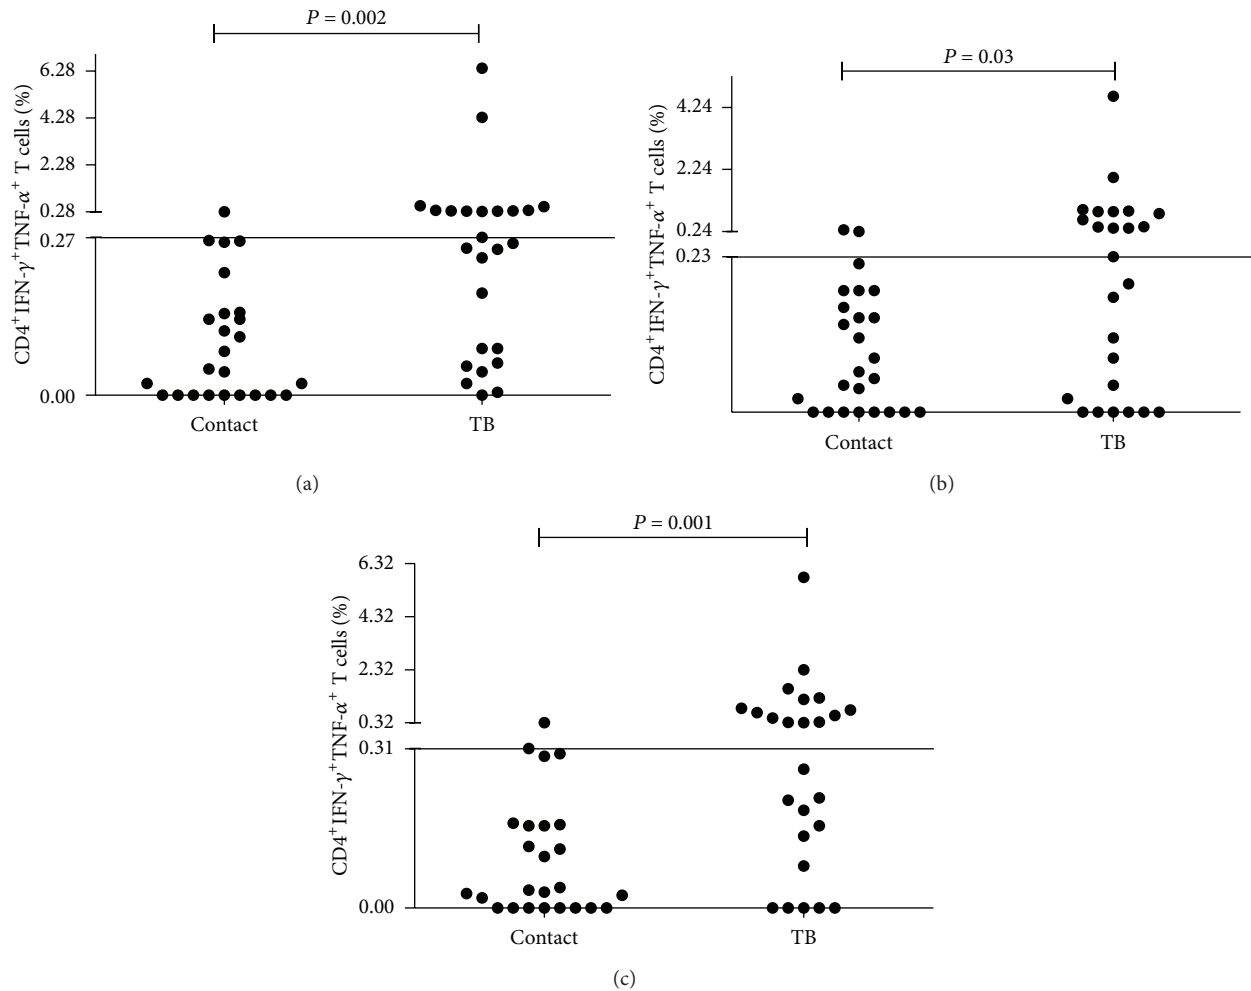 P = 0.002
CD4⁺IFN-γ⁺TNF-α⁺ T cells (%)
6.28
4.28
2.28
0.28
0.27
0.00
Contact TB
(a)
P = 0.03
CD4⁺IFN-γ⁺TNF-α⁺ T cells (%)
4.24
2.24
0.24
0.23
Contact TB
(b)
P = 0.001
CD4⁺IFN-γ⁺TNF-α⁺ T cells (%)
6.32
4.32
2.32
0.32
0.31
0.00
Contact TB
(c)